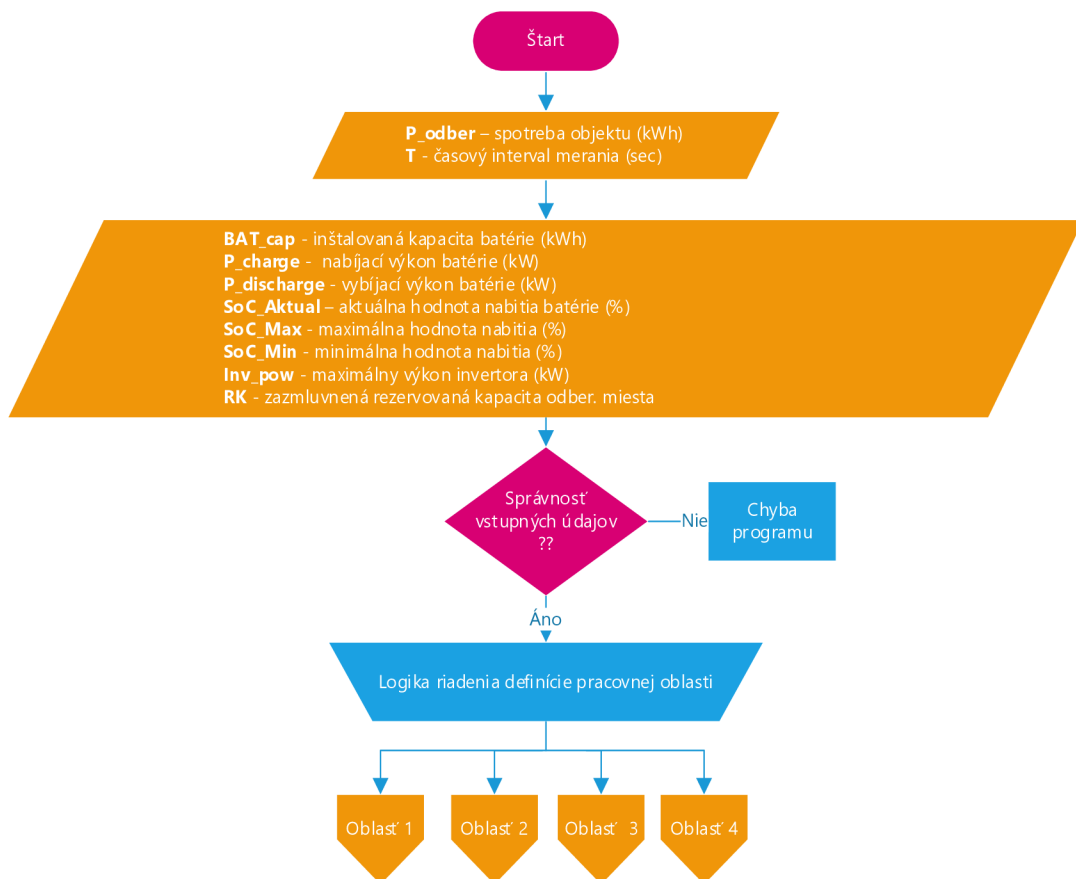 Štart
P_odber – spotreba objektu (kWh)
T - časový interval merania (sec)
BAT_cap - inštalovaná kapacita batérie (kWh)
P_charge - nabíjací výkon batérie (kW)
P_discharge - vybíjací výkon batérie (kW)
SoC_Aktual – aktuálna hodnota nabitia batérie (%)
SoC_Max - maximálna hodnota nabitia (%)
SoC_Min - minimálna hodnota nabitia (%)
Inv_pow - maximálny výkon invertora (kW)
RK - zazmluvnená rezervovaná kapacita odber. miesta
Správnosť
vstupných údajov
??
Nie
Chyba
programu
Áno
Logika riadenia definície pracovnej oblasti
Oblasť 1
Oblasť 2
Oblasť 3
Oblasť 4